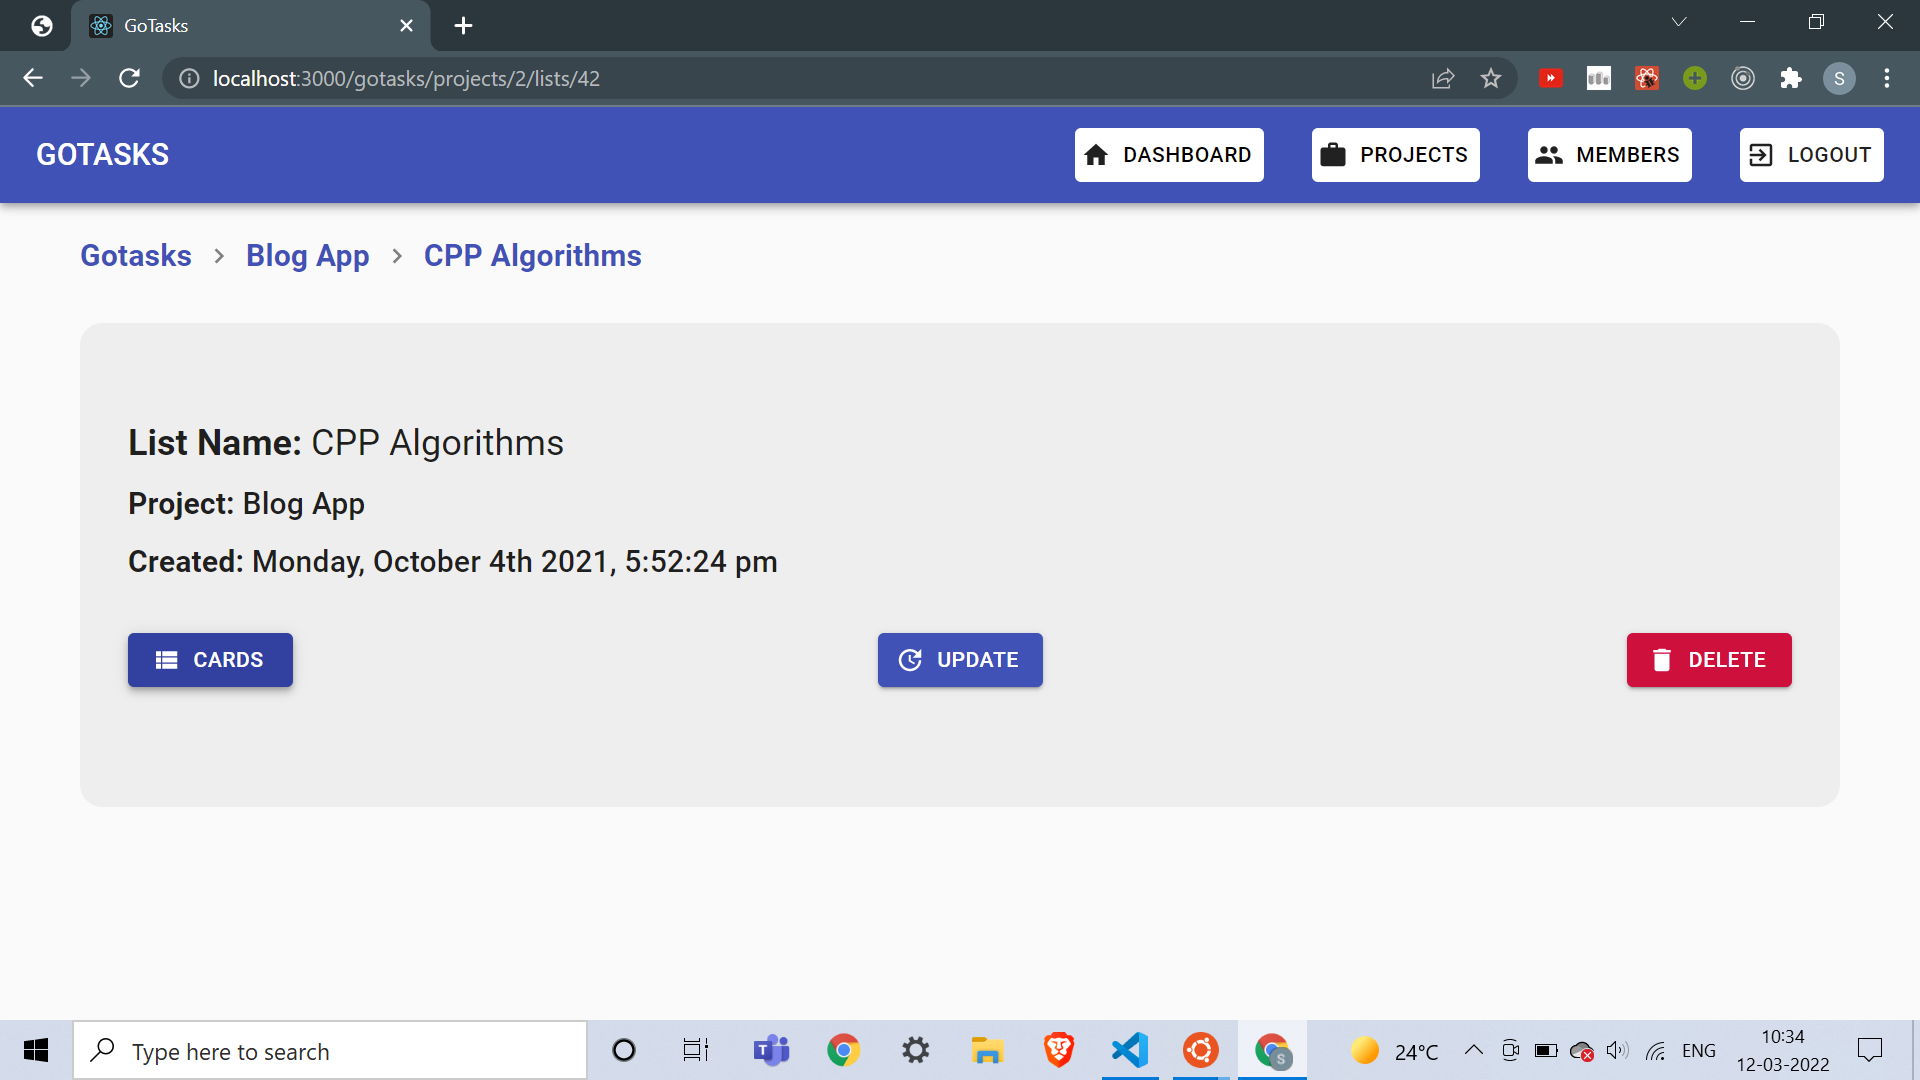 GoTasks
localhost:3000/gotasks/projects/2/lists/42
S
GOTASKS
DASHBOARD
PROJECTS
MEMBERS
LOGOUT
Gotasks > Blog App > CPP Algorithms
List Name: CPP Algorithms
Project: Blog App
Created: Monday, October 4th 2021, 5:52:24 pm
CARDS
UPDATE
DELETE
Type here to search
T
S
24°C
ENG
10:34
12-03-2022